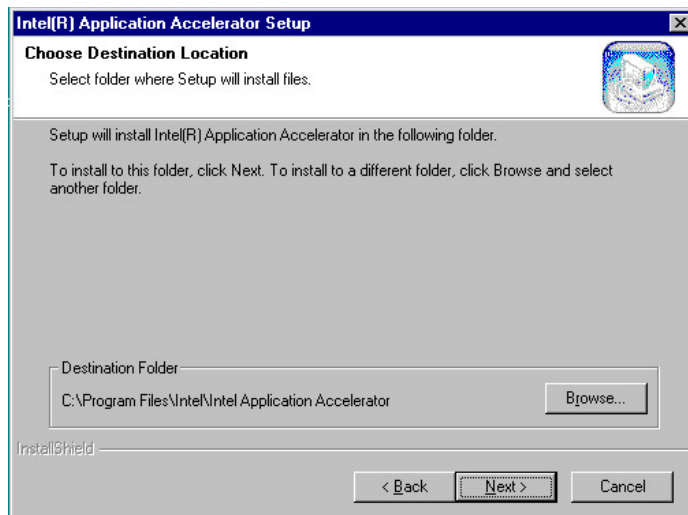 Intel(R) Application Accelerator Setup
Choose Destination Location
Select folder where Setup will install files.
Setup will install Intel(R) Application Accelerator in the following folder.
To install to this folder, click Next. To install to a different folder, click Browse and select
another folder.
Destination Folder
C:\Program Files\Intel\Intel Application Accelerator
Browse...
InstallShield
< Back
Next >
Cancel